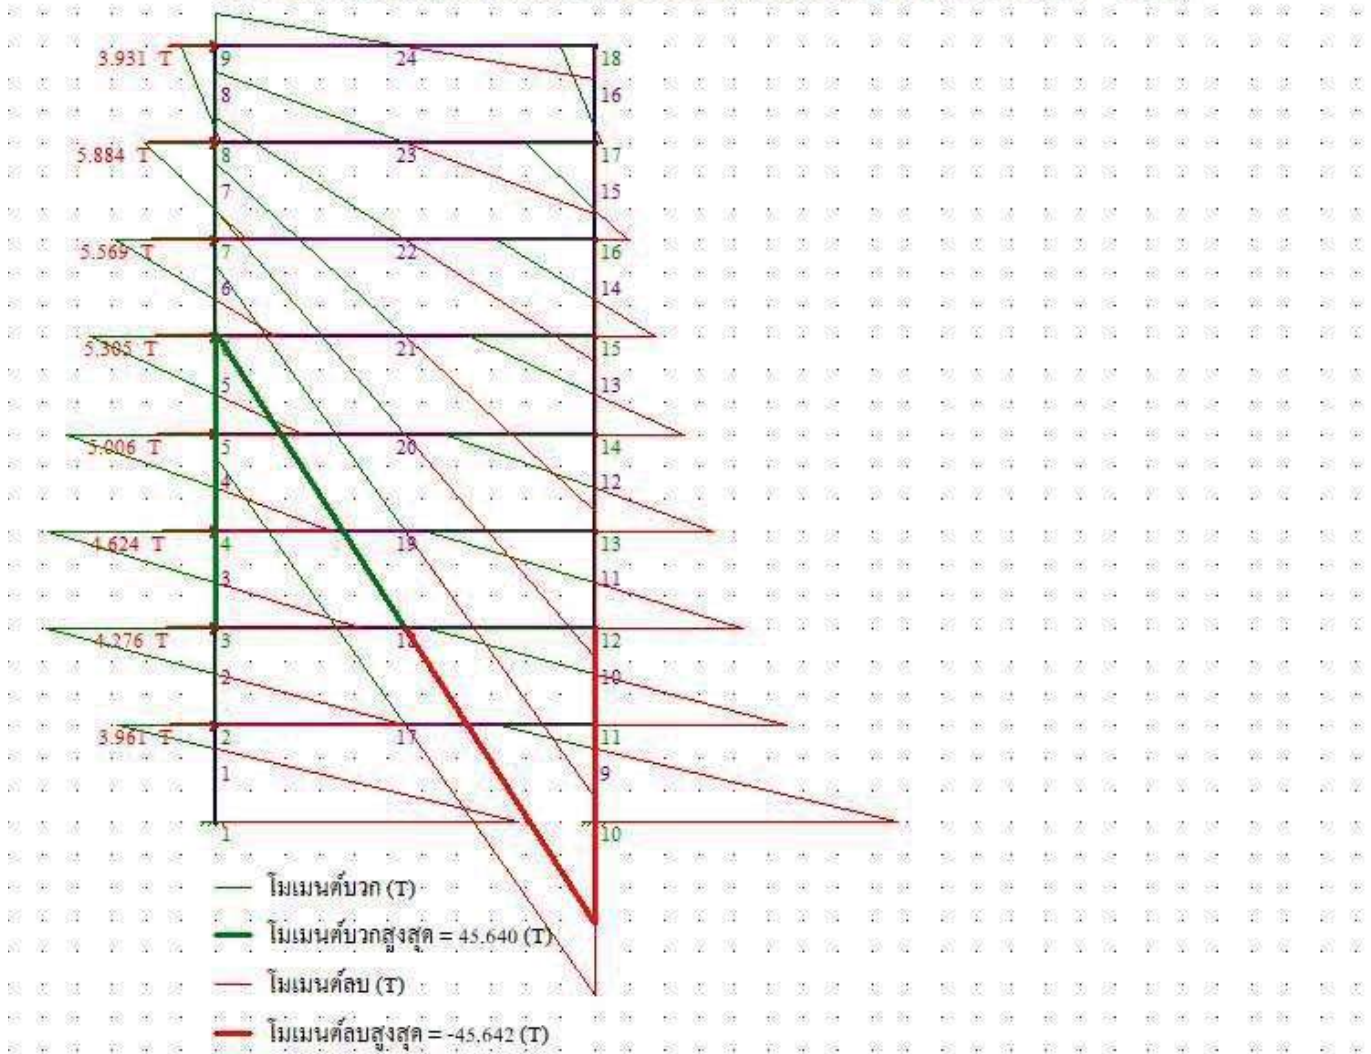 3.931 T 9 24 18
8 16
5.884 T 8 23 17
7 15
5.569 T 7 22 16
6 14
5.305 T 21 15
5 13
5.006 T 5 20 14
4 12
4.624 T 4 19 13
3 11
4.276 T 3 18 12
2 10
3.961 T 2 17 11
1 9
1 10
โมเมนต์บวก (T)
โมเมนต์บวกสูงสุด = 45.640 (T)
โมเมนต์ลบ (T)
โมเมนต์ลบสูงสุด = -45.642 (T)